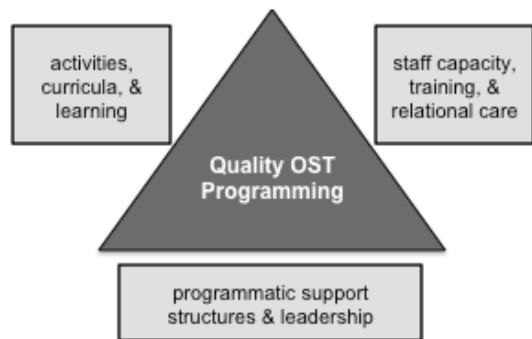 activities,
curricula, &
learning
staff capacity,
training, &
relational care
Quality OST
Programming
programmatic support
structures & leadership